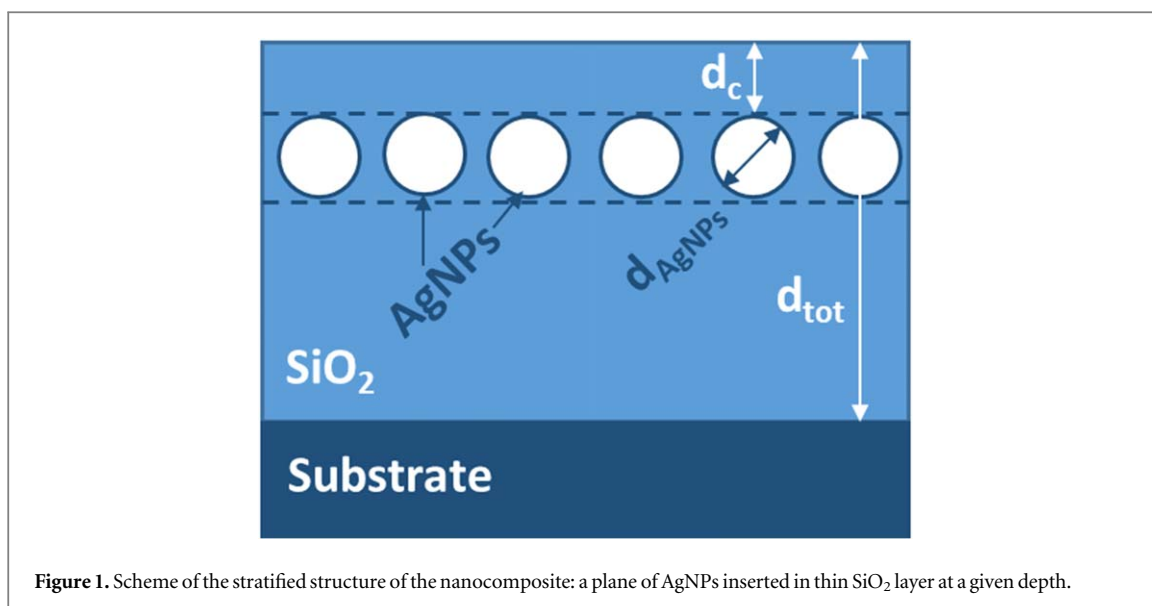 d_c
AgNPs
d_AgNPs
d_tot
SiO₂
Substrate
Figure 1. Scheme of the stratified structure of the nanocomposite: a plane of AgNPs inserted in thin SiO₂ layer at a given depth.